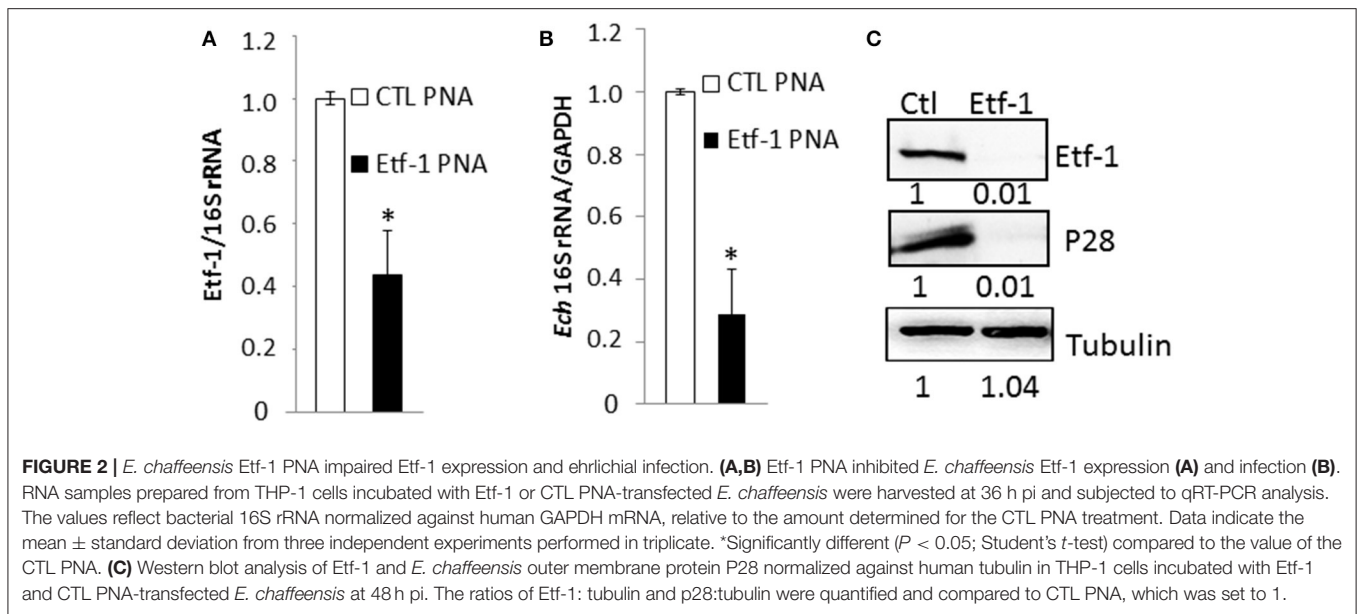 A
1.2
1.0
0.8
0.6
0.4
0.2
0
Etf-1/16S rRNA
CTL PNA
Etf-1 PNA
*
B
1.2
1.0
0.8
0.6
0.4
0.2
0
Ech 16S rRNA/GAPDH
CTL PNA
Etf-1 PNA
*
C
Ctl Etf-1
Etf-1
1 0.01
P28
1 0.01
Tubulin
1 1.04
FIGURE 2 | E. chaffeensis Etf-1 PNA impaired Etf-1 expression and ehrlichial infection. (A,B) Etf-1 PNA inhibited E. chaffeensis Etf-1 expression (A) and infection (B).
RNA samples prepared from THP-1 cells incubated with Etf-1 or CTL PNA-transfected E. chaffeensis were harvested at 36 h pi and subjected to qRT-PCR analysis.
The values reflect bacterial 16S rRNA normalized against human GAPDH mRNA, relative to the amount determined for the CTL PNA treatment. Data indicate the
mean ± standard deviation from three independent experiments performed in triplicate. *Significantly different (P < 0.05; Student's t-test) compared to the value of the
CTL PNA. (C) Western blot analysis of Etf-1 and E. chaffeensis outer membrane protein P28 normalized against human tubulin in THP-1 cells incubated with Etf-1
and CTL PNA-transfected E. chaffeensis at 48 h pi. The ratios of Etf-1: tubulin and p28:tubulin were quantified and compared to CTL PNA, which was set to 1.